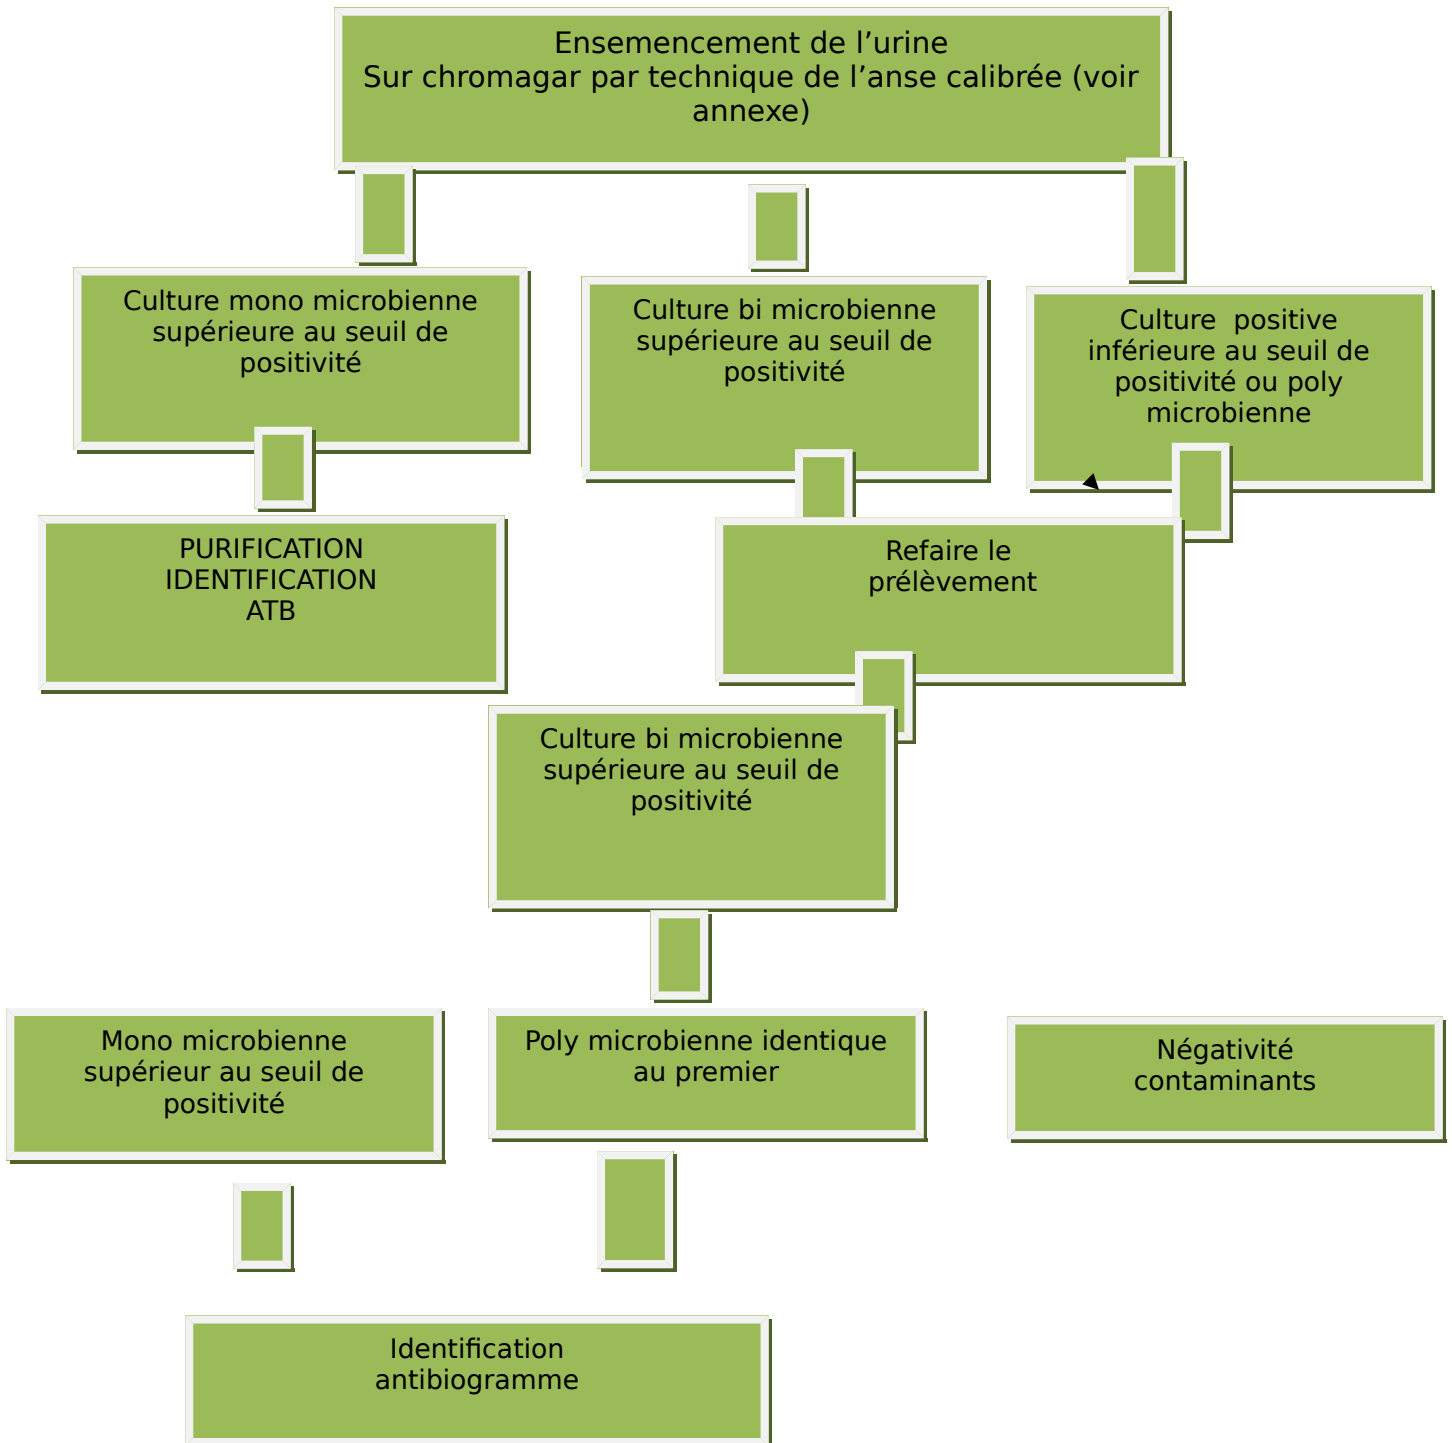 Ensemencement de l’urine
Sur chromagar par technique de l’anse calibrée (voir
annexe)
Culture mono microbienne
supérieure au seuil de
positivité
Culture bi microbienne
supérieure au seuil de
positivité
Culture  positive
inférieure au seuil de
positivité ou poly
microbienne
PURIFICATION
IDENTIFICATION
ATB
Refaire le
prélèvement
Culture bi microbienne
supérieure au seuil de
positivité
Mono microbienne
supérieur au seuil de
positivité
Poly microbienne identique
au premier
Négativité
contaminants
Identification
antibiogramme